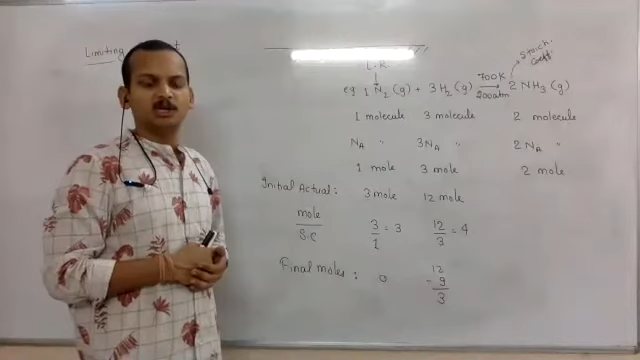 Limiting
L.R.
Stoich. Coeff.
eg 1 N₂ (g) + 3 H₂ (g) → 2 NH₃ (g)
700K
200atm
1 molecule 3 molecule 2 molecule
NA " 3NA " 2NA "
1 mole 3 mole 2 mole
Initial Actual: 3 mole 12 mole
mole/S.C 3/1 = 3 12/3 = 4
Final moles: 0 12
- 9
3